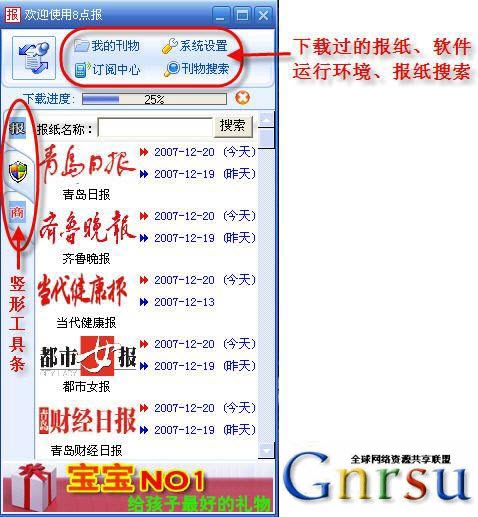 报 欢迎使用8点报
我的刊物 系统设置
订阅中心 刊物搜索
下载过的报纸、软件
运行环境、报纸搜索
下载进度: 25%
报
商
竖形工具条
报纸名称: 搜索
青岛日报 2007-12-20 (今天)
2007-12-19 (昨天)
青岛日报
齐鲁晚报 2007-12-20 (今天)
2007-12-19 (昨天)
齐鲁晚报
当代健康报 2007-12-20 (今天)
2007-12-13
当代健康报
都市女报 2007-12-20 (今天)
2007-12-19 (昨天)
都市女报
青岛财经日报 2007-12-20 (今天)
2007-12-19 (昨天)
青岛财经日报
宝宝NO1
给孩子最好的礼物
全球网络资源共享联盟
Gnrsu